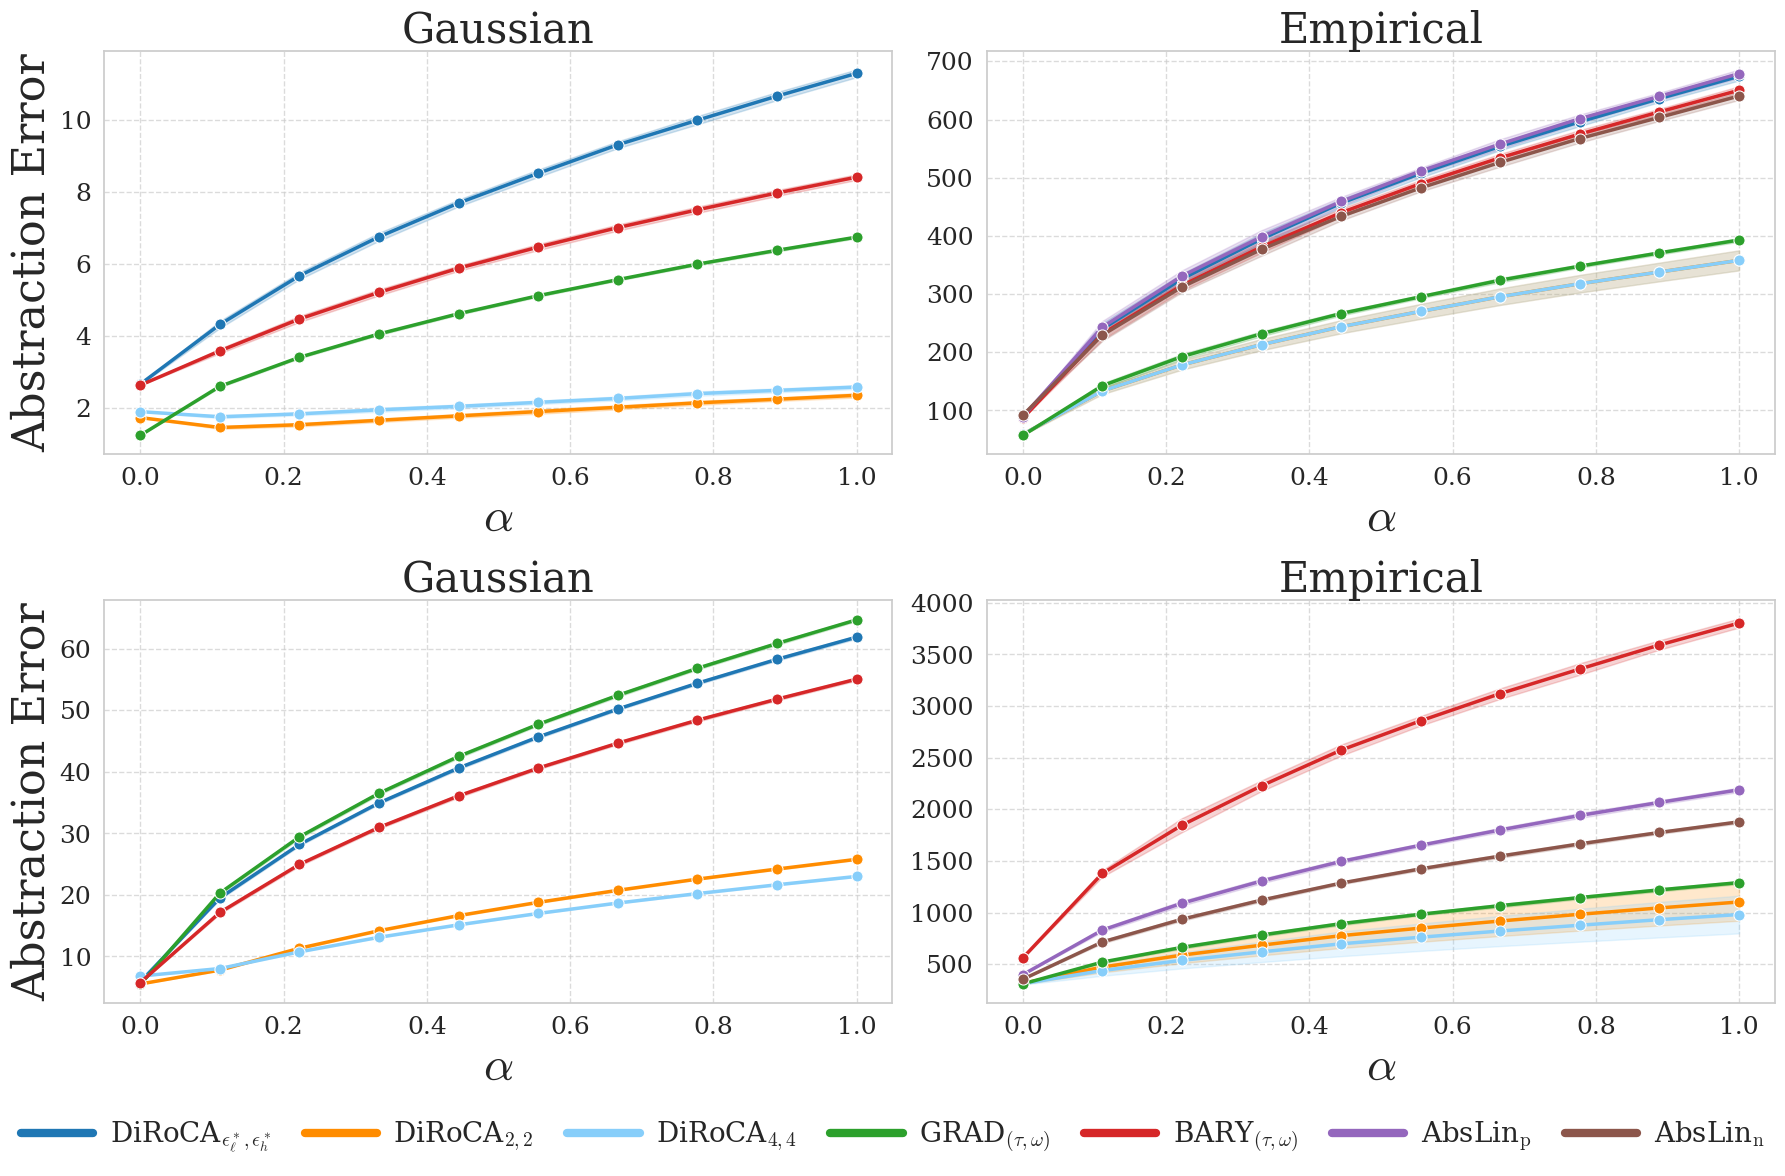 Gaussian
Empirical
Abstraction Error
10
8
6
4
2
0.0 0.2 0.4 0.6 0.8 1.0
α
700
600
500
400
300
200
100
0.0 0.2 0.4 0.6 0.8 1.0
α
Gaussian
Empirical
Abstraction Error
60
50
40
30
20
10
0.0 0.2 0.4 0.6 0.8 1.0
α
4000
3500
3000
2500
2000
1500
1000
500
0.0 0.2 0.4 0.6 0.8 1.0
α
DiRoCA_{ϵ_ℓ^*, ϵ_h^*} DiRoCA_{2,2} DiRoCA_{4,4} GRAD_{(τ,ω)} BARY_{(τ,ω)} AbsLin_p AbsLin_n